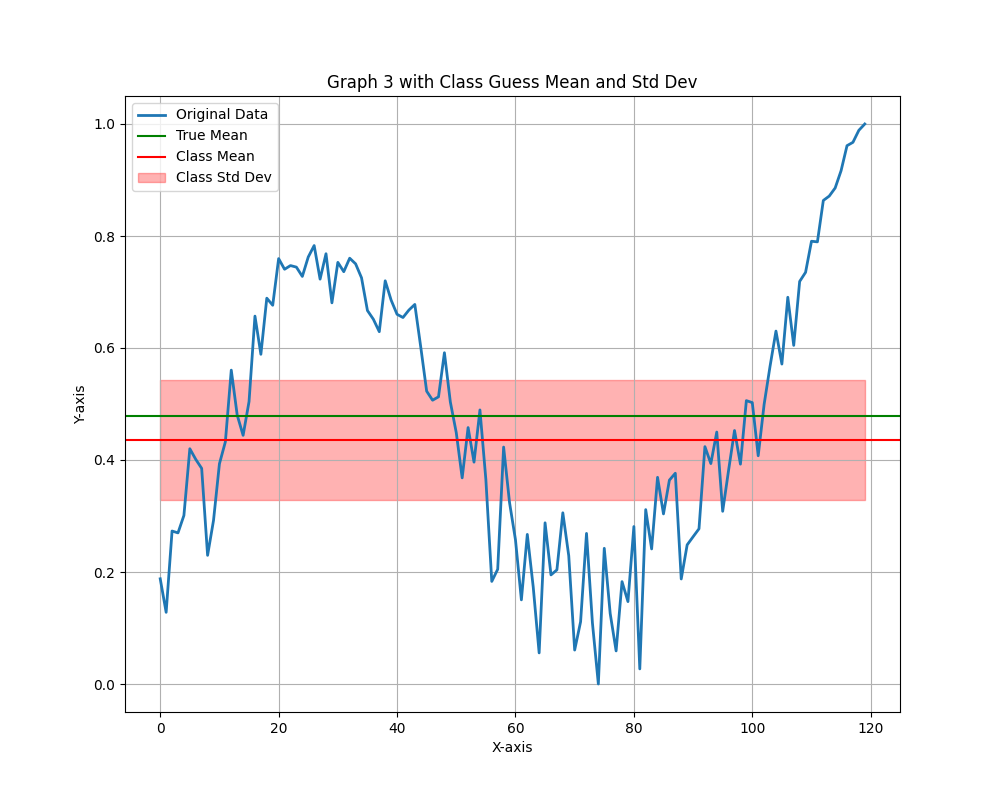 Graph 3 with Class Guess Mean and Std Dev
Original Data
True Mean
Class Mean
Class Std Dev
1.0
0.8
0.6
0.4
0.2
0.0
Y-axis
0 20 40 60 80 100 120
X-axis